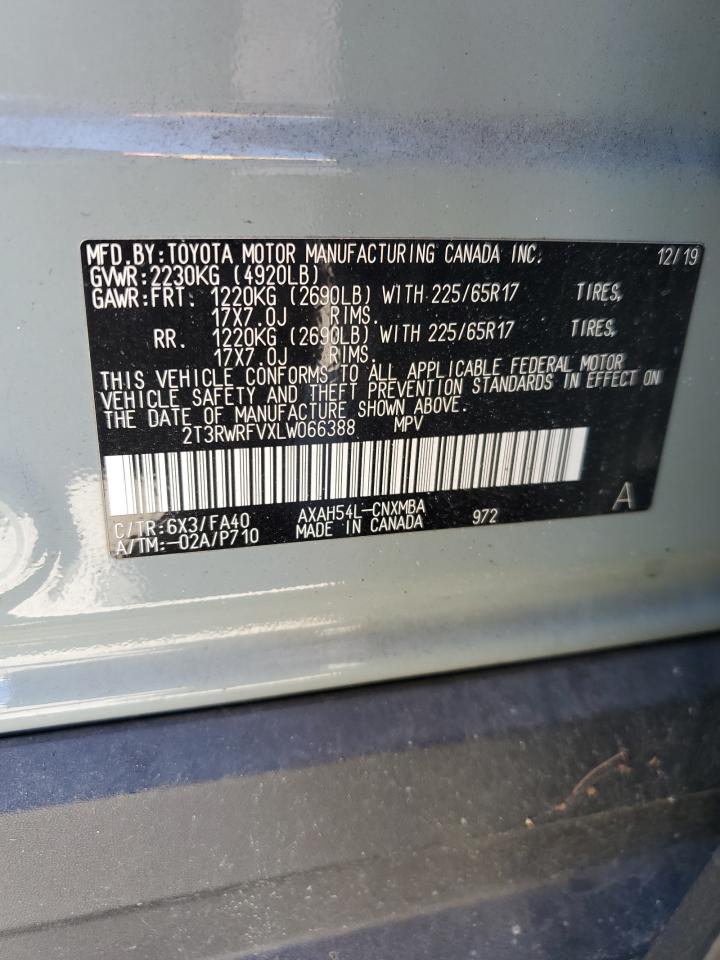 MFD.BY:TOYOTA MOTOR MANUFACTURING CANADA INC. 12/19
GVWR:2230KG (4920LB)
GAWR:FRT. 1220KG (2690LB) WITH 225/65R17 TIRES,
17X7.0J RIMS.
RR. 1220KG (2690LB) WITH 225/65R17 TIRES,
17X7.0J RIMS.
THIS VEHICLE CONFORMS TO ALL APPLICABLE FEDERAL MOTOR
VEHICLE SAFETY AND THEFT PREVENTION STANDARDS IN EFFECT ON
THE DATE OF MANUFACTURE SHOWN ABOVE.
2T3RWRFVXLW066388 MPV
C/TR:6X3/FA40 AXAH54L-CNXMBA 972 A
A/TM:-02A/P710 MADE IN CANADA